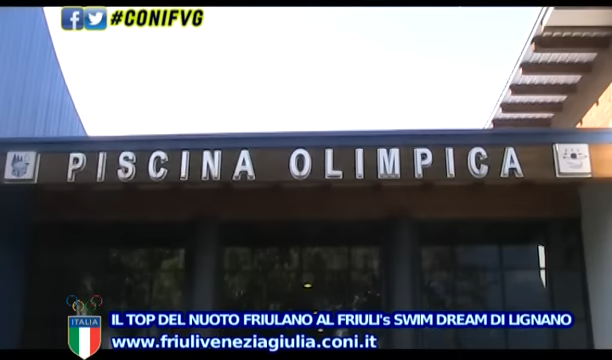 #CONIFVG
PISCINA OLIMPICA
ITALIA
IL TOP DEL NUOTO FRIULANO AL FRIULI's SWIM DREAM DI LIGNANO
www.friuliveneziagiulia.coni.it